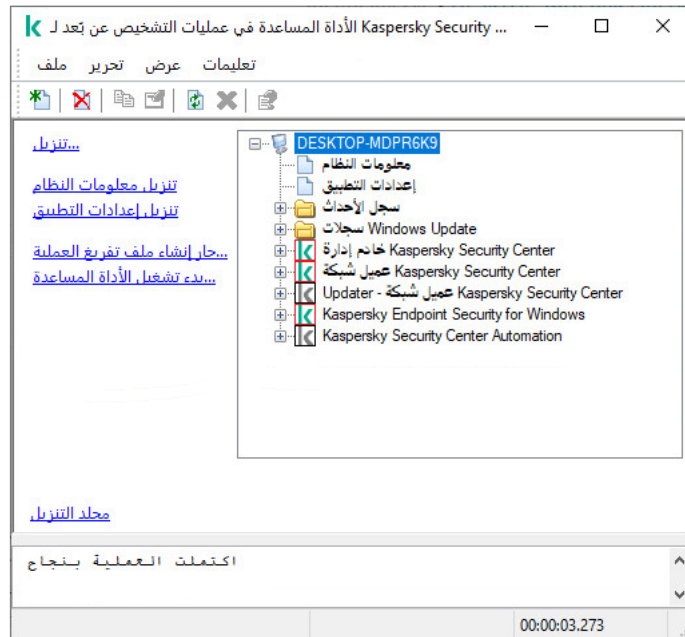 الأداة المساعدة في عمليات التشخيص عن بُعد لـ Kaspersky Security ...
ملف تحرير عرض تعليمات
تنزيل...
تنزيل معلومات النظام
تنزيل إعدادات التطبيق
جارٍ إنشاء ملف تفريغ العملية...
بدء تشغيل الأداة المساعدة...
DESKTOP-MDPR6K9
معلومات النظام
إعدادات التطبيق
سجل الأحداث
سجلات Windows Update
خادم إدارة Kaspersky Security Center
عميل شبكة Kaspersky Security Center
Updater - عميل شبكة Kaspersky Security Center
Kaspersky Endpoint Security for Windows
Kaspersky Security Center Automation
مجلد التنزيل
اكتملت العملية بنجاح
00:00:03.273